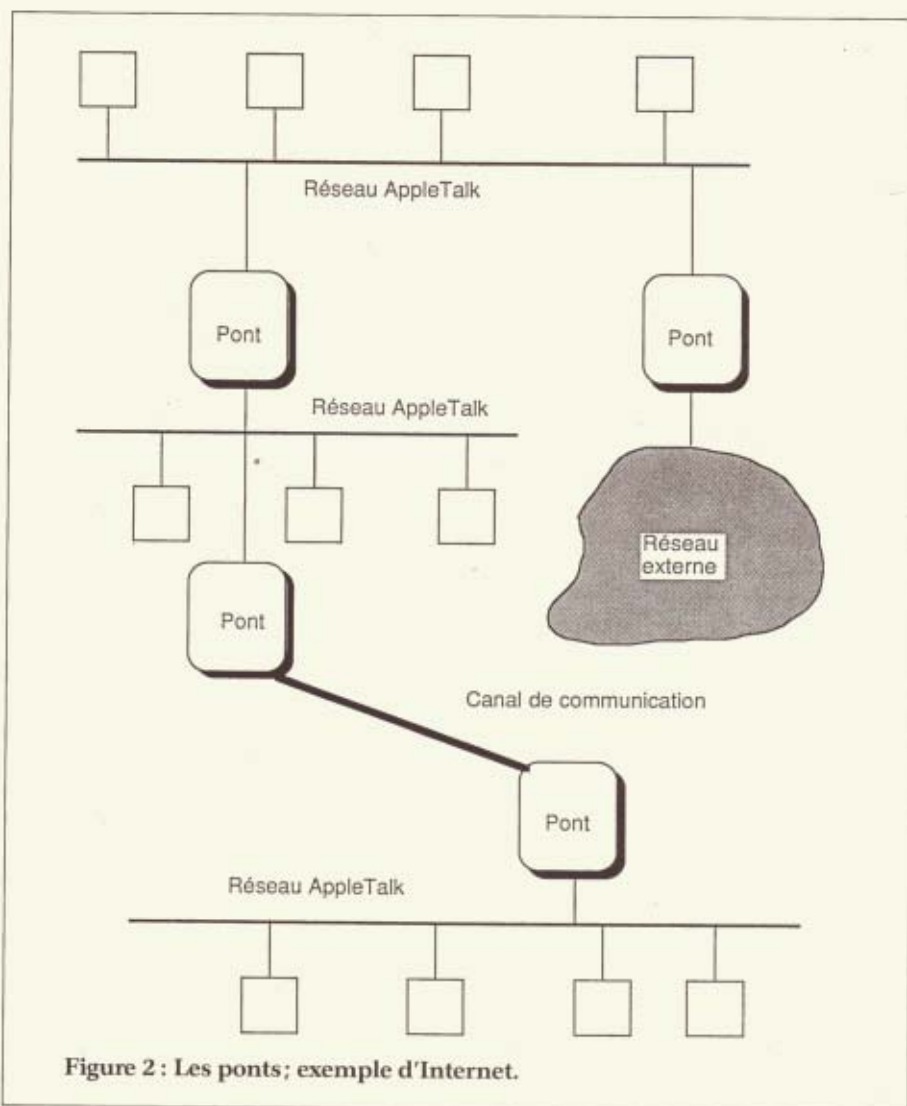 Réseau AppleTalk
Pont
Pont
Réseau AppleTalk
Réseau
externe
Pont
Canal de communication
Pont
Réseau AppleTalk
Figure 2 : Les ponts; exemple d'Internet.